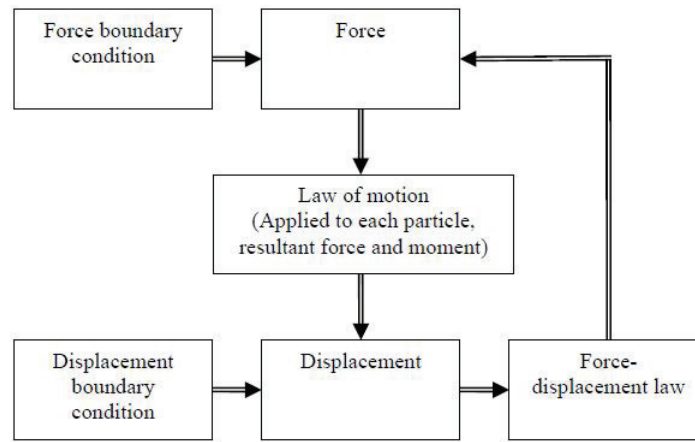 Force boundary
condition
Force
Law of motion
(Applied to each particle,
resultant force and moment)
Displacement
boundary
condition
Displacement
Force-
displacement law